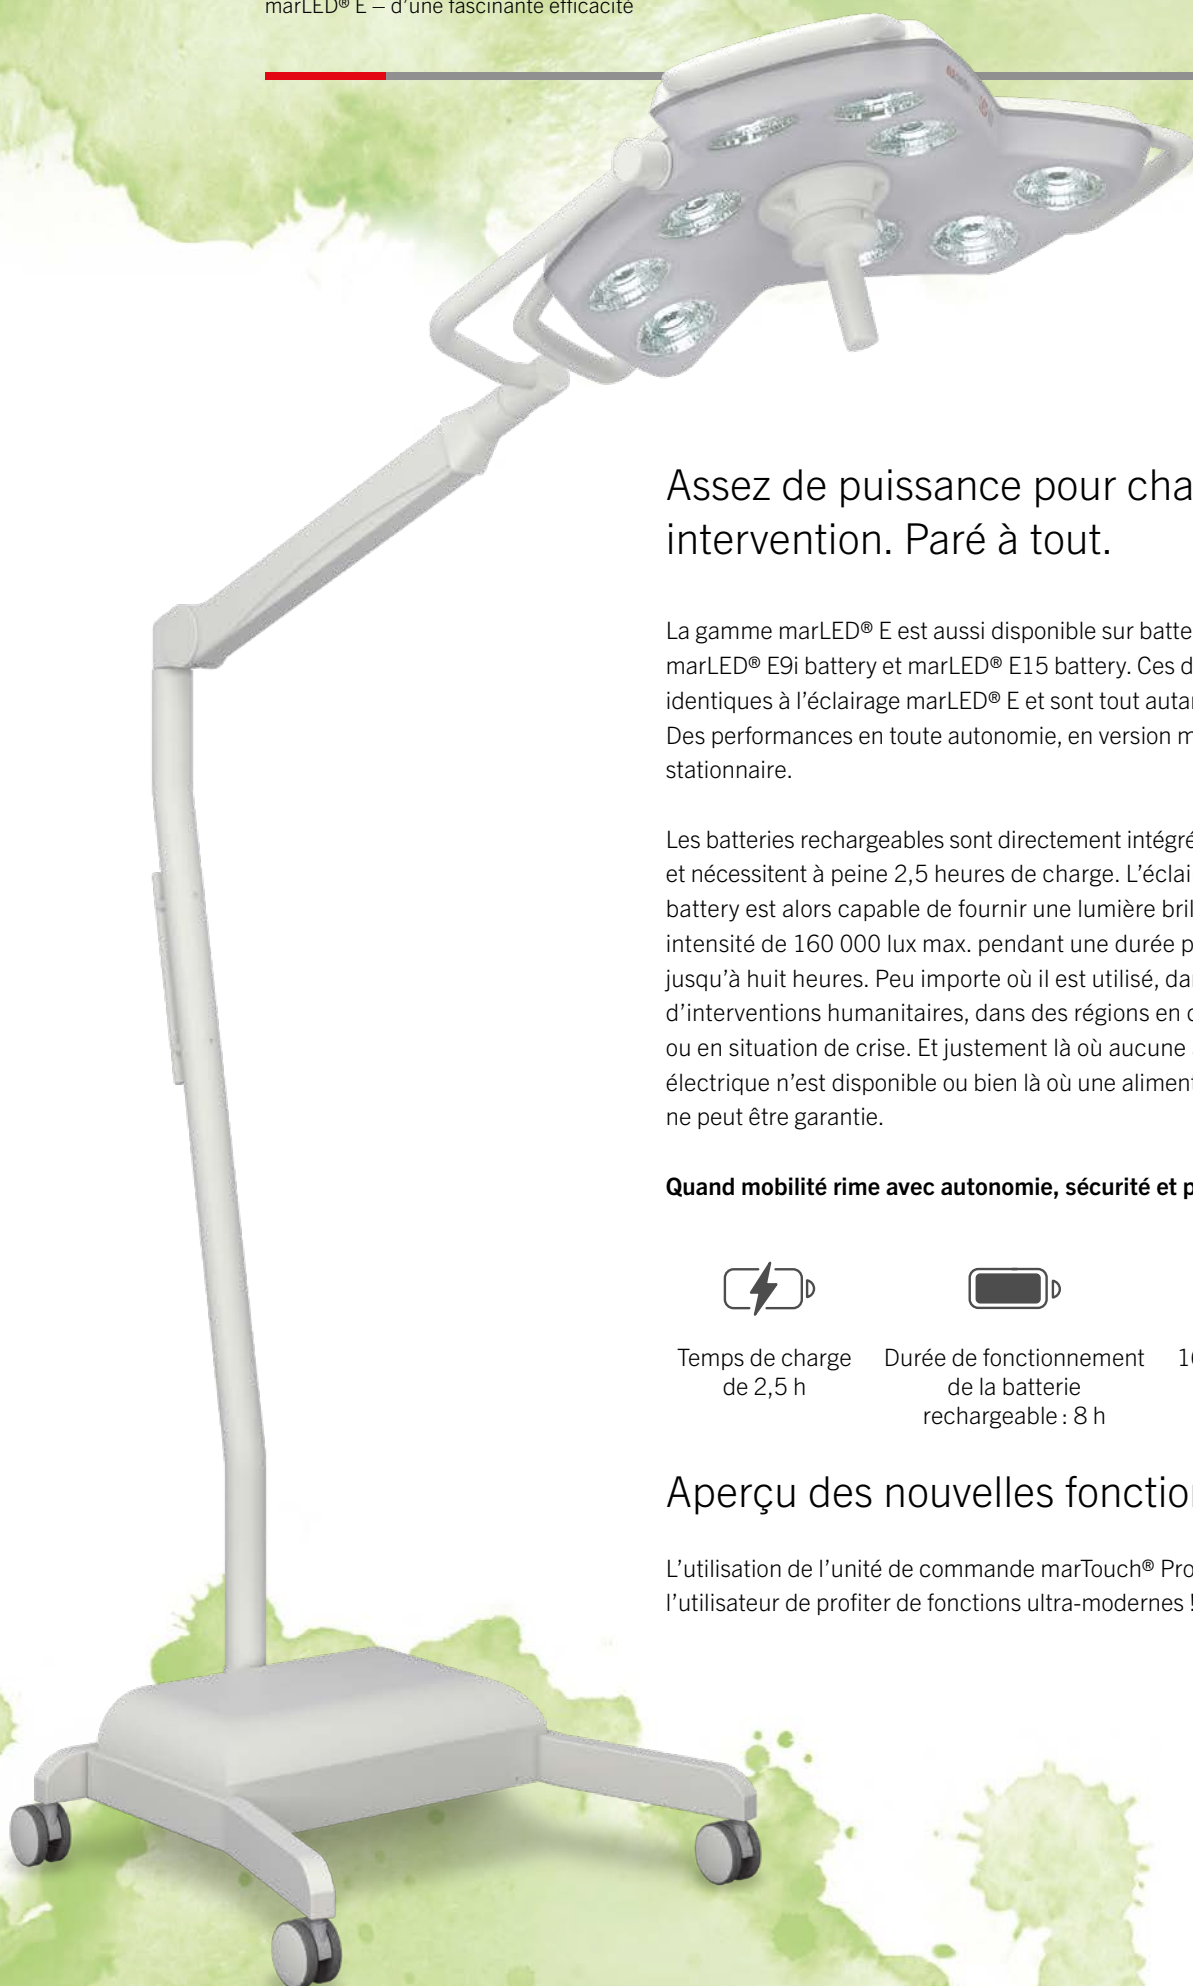 marLED® E – d’une fascinante efficacité
Assez de puissance pour cha
intervention. Paré à tout.
La gamme marLED® E est aussi disponible sur batte
marLED® E9i battery et marLED® E15 battery. Ces d
identiques à l’éclairage marLED® E et sont tout autan
Des performances en toute autonomie, en version m
stationnaire.
Les batteries rechargeables sont directement intégré
et nécessitent à peine 2,5 heures de charge. L’éclai
battery est alors capable de fournir une lumière bril
intensité de 160 000 lux max. pendant une durée p
jusqu’à huit heures. Peu importe où il est utilisé, dan
d’interventions humanitaires, dans des régions en c
ou en situation de crise. Et justement là où aucune
électrique n’est disponible ou bien là où une aliment
ne peut être garantie.
Quand mobilité rime avec autonomie, sécurité et p
Temps de charge
de 2,5 h
Durée de fonctionnement
de la batterie
rechargeable : 8 h
16
Aperçu des nouvelles fonction
L’utilisation de l’unité de commande marTouch® Pro
l’utilisateur de profiter de fonctions ultra-modernes !